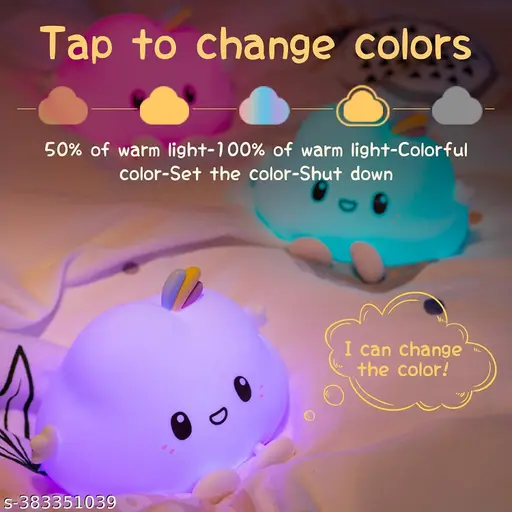 Tap to change colors
50% of warm light-100% of warm light-Colorful
color-Set the color-Shut down
I can change
the color!
s-383351039